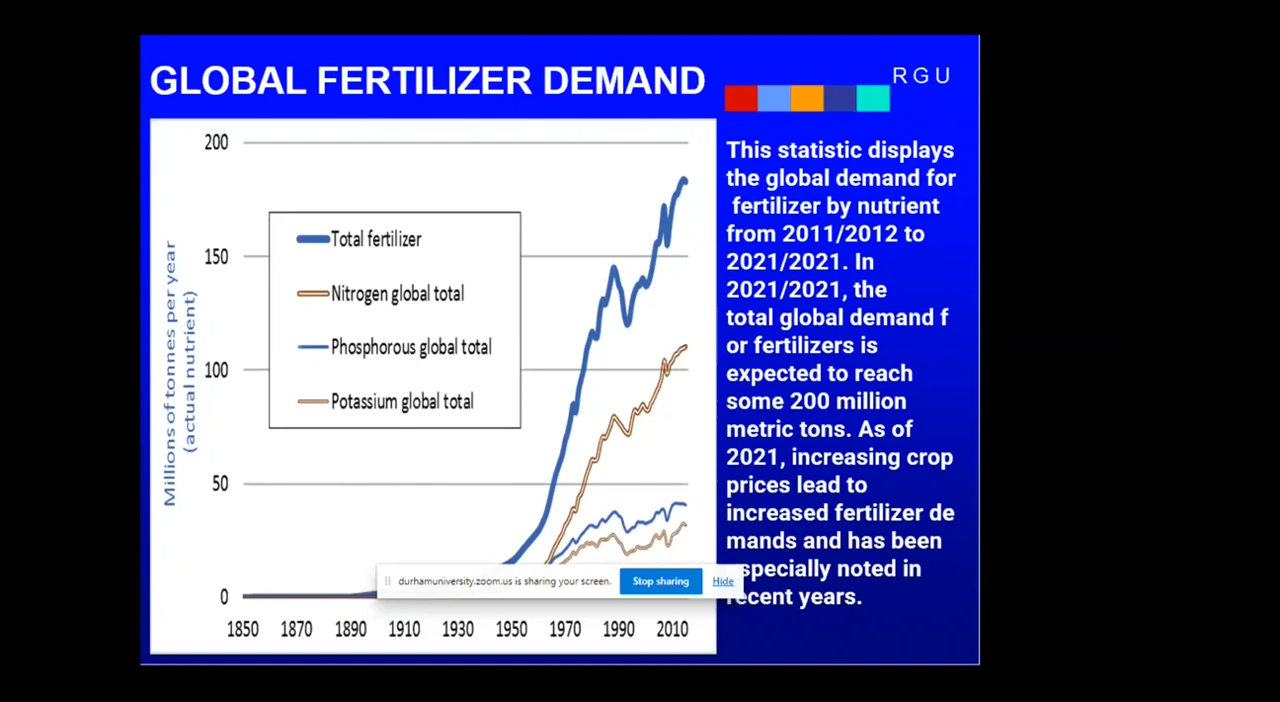 GLOBAL FERTILIZER DEMAND
R G U
200
150
100
50
0
Millions of tonnes per year
(actual nutrient)
Total fertilizer
Nitrogen global total
Phosphorous global total
Potassium global total
1850 1870 1890 1910 1930 1950 1970 1990 2010
This statistic displays
the global demand for
fertilizer by nutrient
from 2011/2012 to
2021/2021. In
2021/2021, the
total global demand f
or fertilizers is
expected to reach
some 200 million
metric tons. As of
2021, increasing crop
prices lead to
increased fertilizer de
mands and has been
specially noted in
recent years.
durhamuniversity.zoom.us is sharing your screen.
Stop sharing
Hide